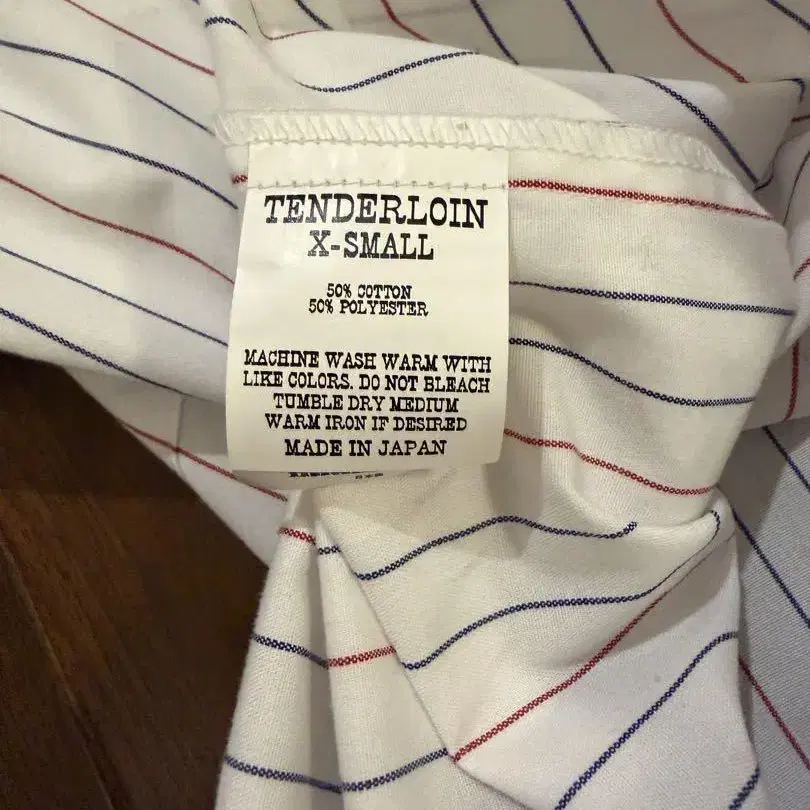 TENDERLOIN
X-SMALL
50% COTTON
50% POLYESTER
MACHINE WASH WARM WITH
LIKE COLORS. DO NOT BLEACH
TUMBLE DRY MEDIUM
WARM IRON IF DESIRED
MADE IN JAPAN